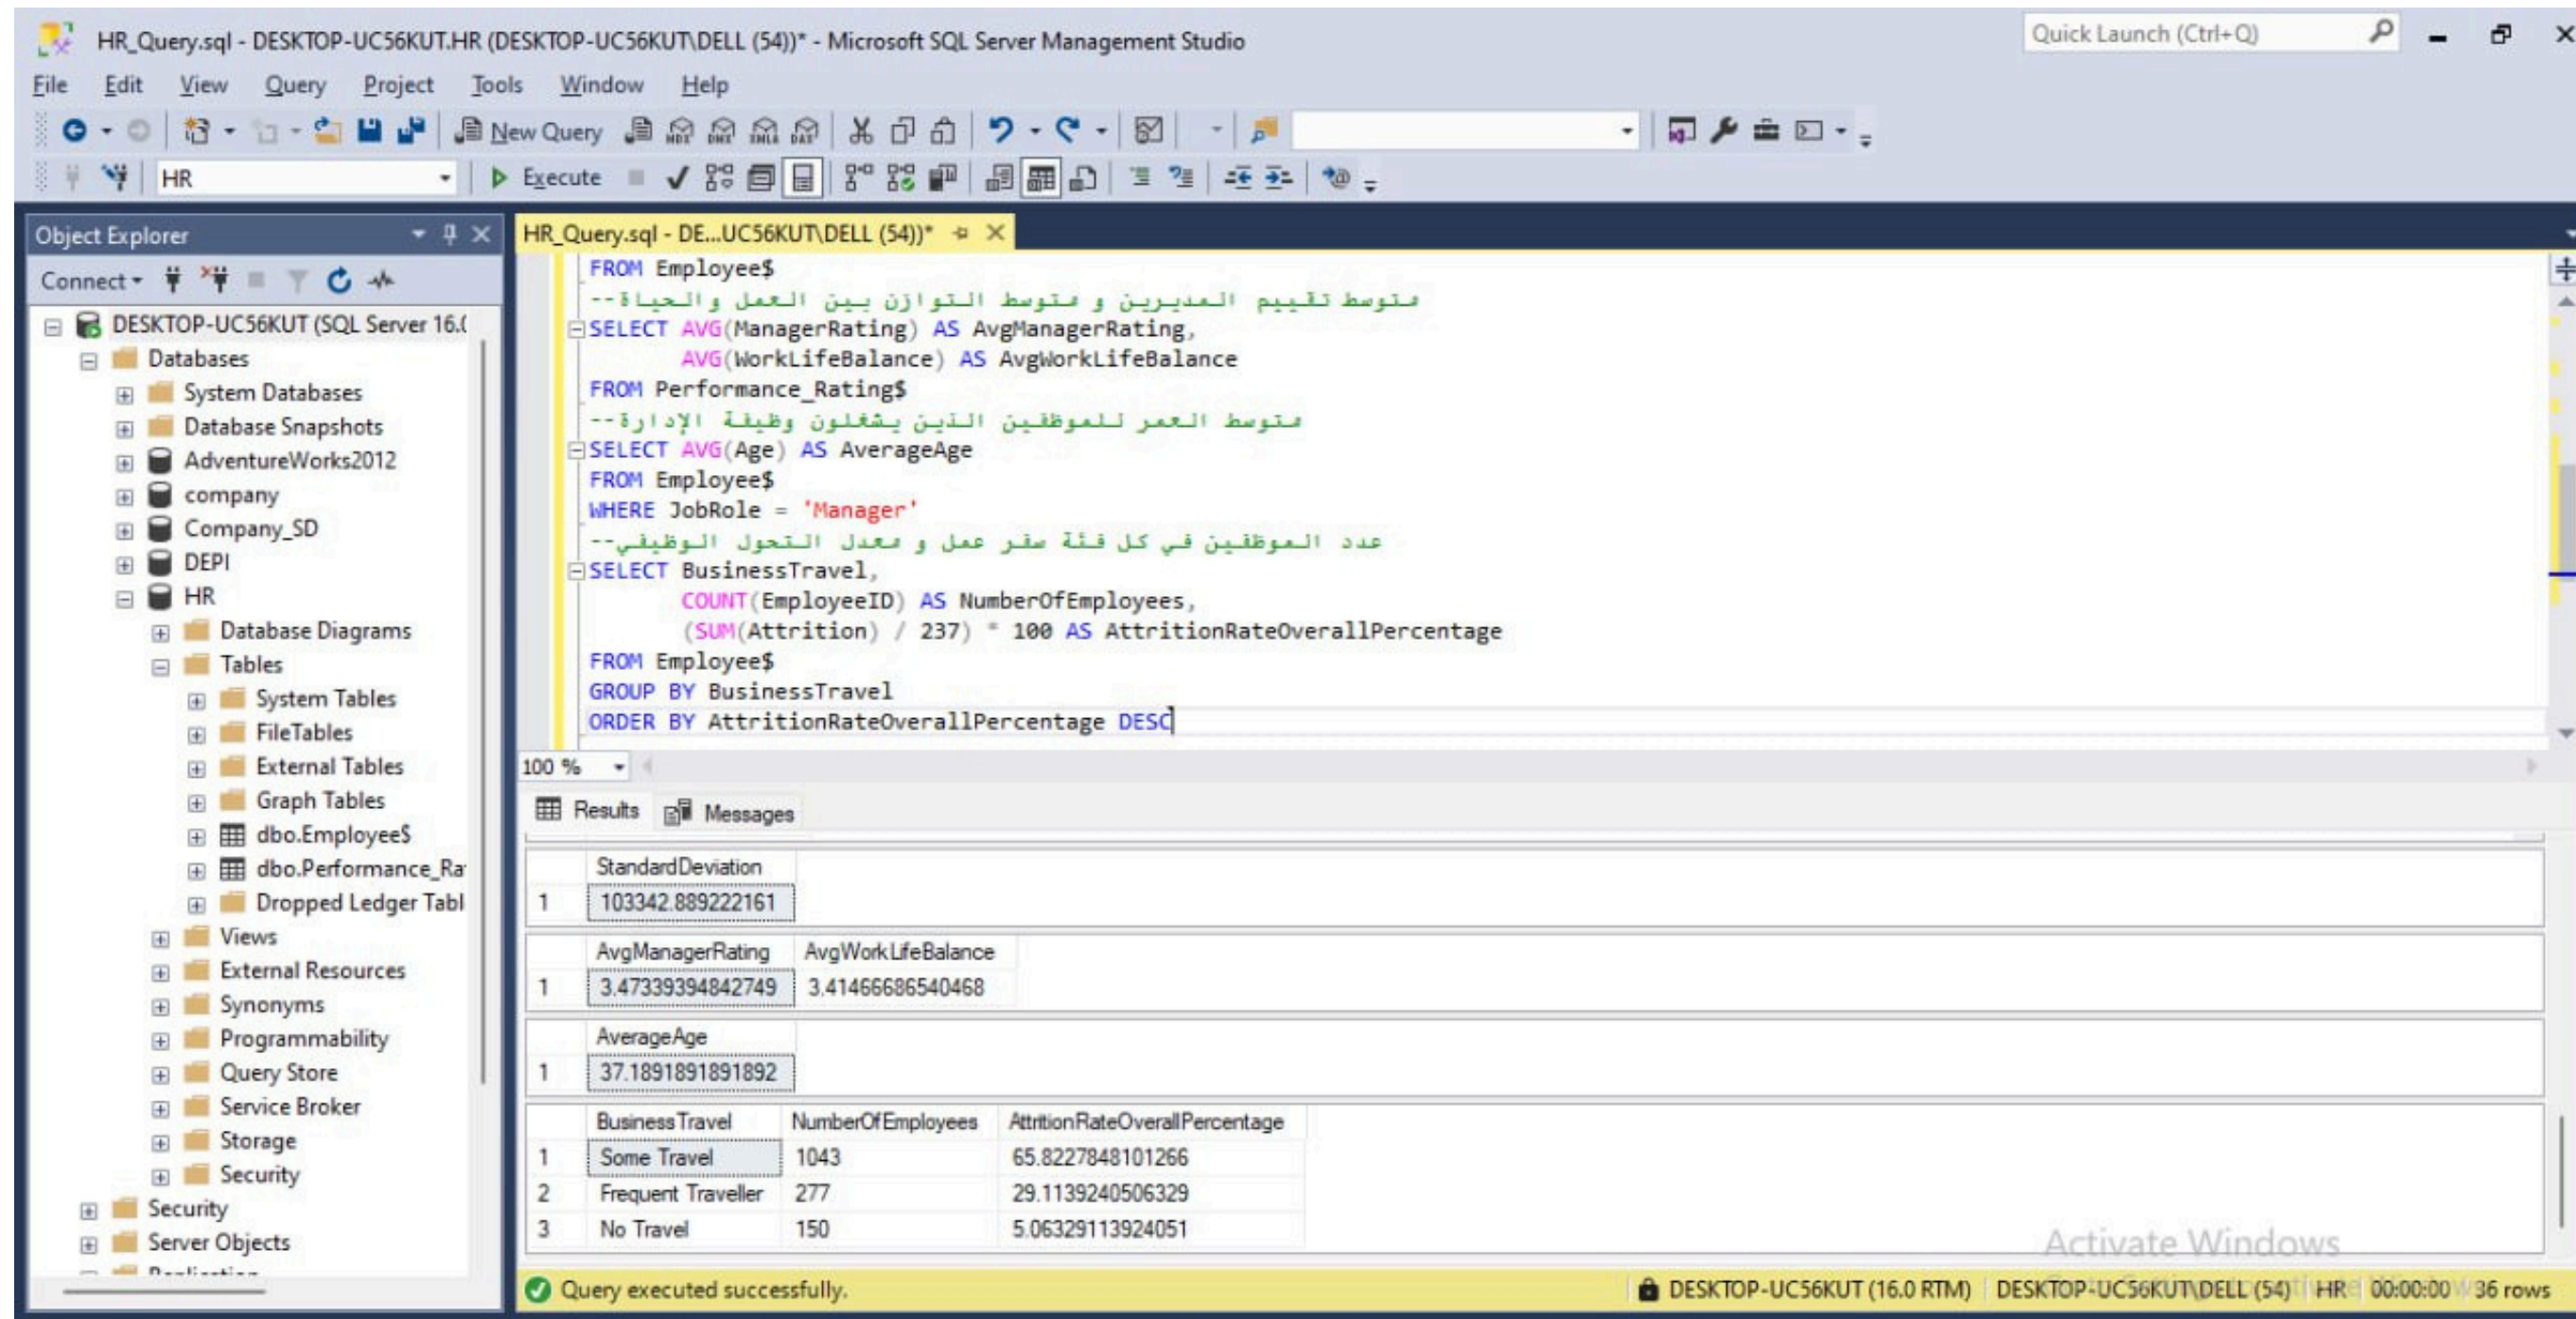 HR_Query.sql - DESKTOP-UC56KUT.HR (DESKTOP-UC56KUT\DELL (54))* - Microsoft SQL Server Management Studio
Quick Launch (Ctrl+Q)
File Edit View Query Project Tools Window Help
New Query MDX DMX XMLA DAX
HR Execute
Object Explorer
Connect
DESKTOP-UC56KUT (SQL Server 16.(
Databases
System Databases
Database Snapshots
AdventureWorks2012
company
Company_SD
DEPI
HR
Database Diagrams
Tables
System Tables
FileTables
External Tables
Graph Tables
dbo.Employee$
dbo.Performance_Ra
Dropped Ledger Tabl
Views
External Resources
Synonyms
Programmability
Query Store
Service Broker
Storage
Security
Security
Server Objects
Replication
HR_Query.sql - DE...UC56KUT\DELL (54))*
FROM Employee$
--متوسط تقييم المديرين و متوسط التوازن بين العمل والحياة
SELECT AVG(ManagerRating) AS AvgManagerRating,
AVG(WorkLifeBalance) AS AvgWorkLifeBalance
FROM Performance_Rating$
--متوسط العمر للموظفين الذين يشغلون وظيفة الإدارة
SELECT AVG(Age) AS AverageAge
FROM Employee$
WHERE JobRole = 'Manager'
--عدد الموظفين في كل فئة سفر عمل و معدل التحول الوظيفي
SELECT BusinessTravel,
COUNT(EmployeeID) AS NumberOfEmployees,
(SUM(Attrition) / 237) * 100 AS AttritionRateOverallPercentage
FROM Employee$
GROUP BY BusinessTravel
ORDER BY AttritionRateOverallPercentage DESC
100 %
Results Messages
StandardDeviation
1 103342.889222161
AvgManagerRating AvgWorkLifeBalance
1 3.47339394842749 3.41466686540468
AverageAge
1 37.1891891891892
BusinessTravel NumberOfEmployees AttritionRateOverallPercentage
1 Some Travel 1043 65.8227848101266
2 Frequent Traveller 277 29.1139240506329
3 No Travel 150 5.06329113924051
Activate Windows
Query executed successfully. DESKTOP-UC56KUT (16.0 RTM) DESKTOP-UC56KUT\DELL (54) HR 00:00:00 36 rows